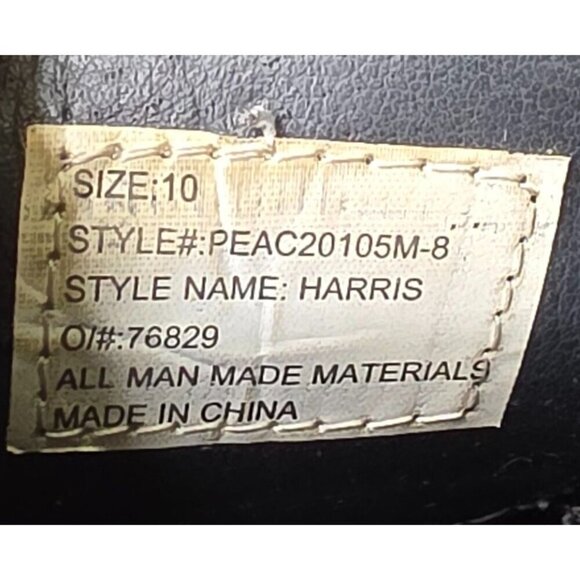 SIZE:10
STYLE#:PEAC20105M-8
STYLE NAME: HARRIS
O/#:76829
ALL MAN MADE MATERIALS
MADE IN CHINA